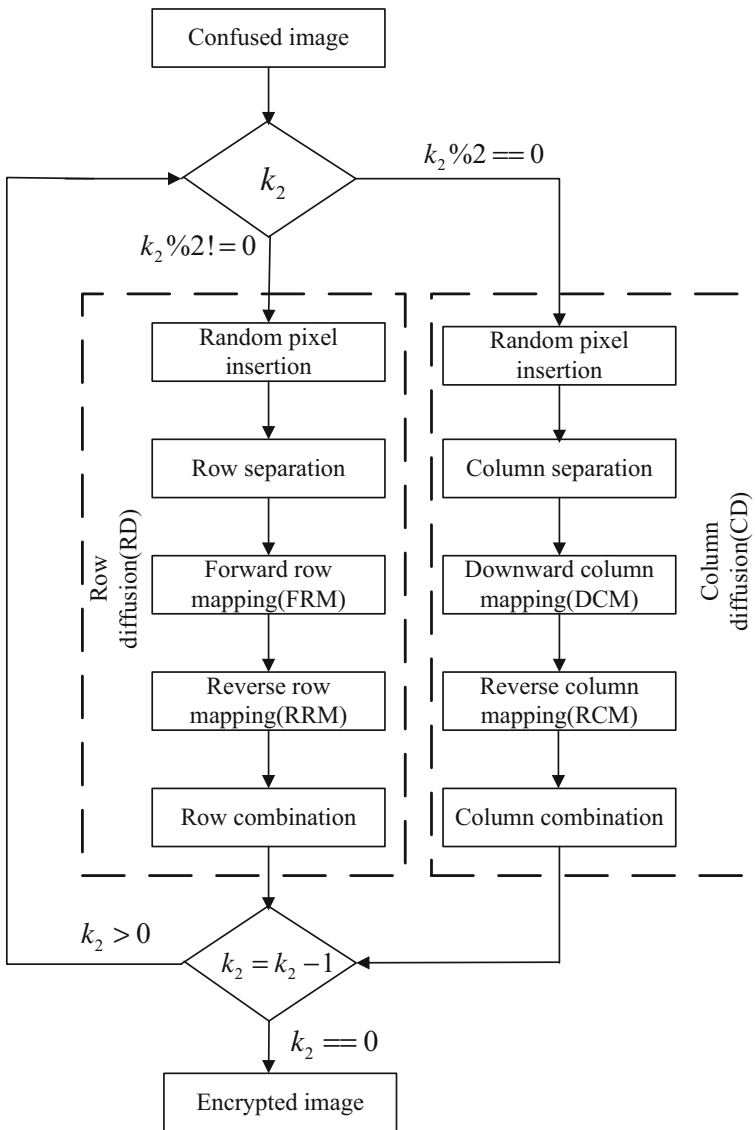 Confused image
k₂
k₂%2==0
k₂%2!=0
Random pixel
insertion
Row separation
Forward row
mapping(FRM)
Reverse row
mapping(RRM)
Row combination
Row
diffusion(RD)
Random pixel
insertion
Column separation
Downward column
mapping(DCM)
Reverse column
mapping(RCM)
Column combination
Column
diffusion(CD)
k₂ > 0
k₂ = k₂ −1
k₂ == 0
Encrypted image